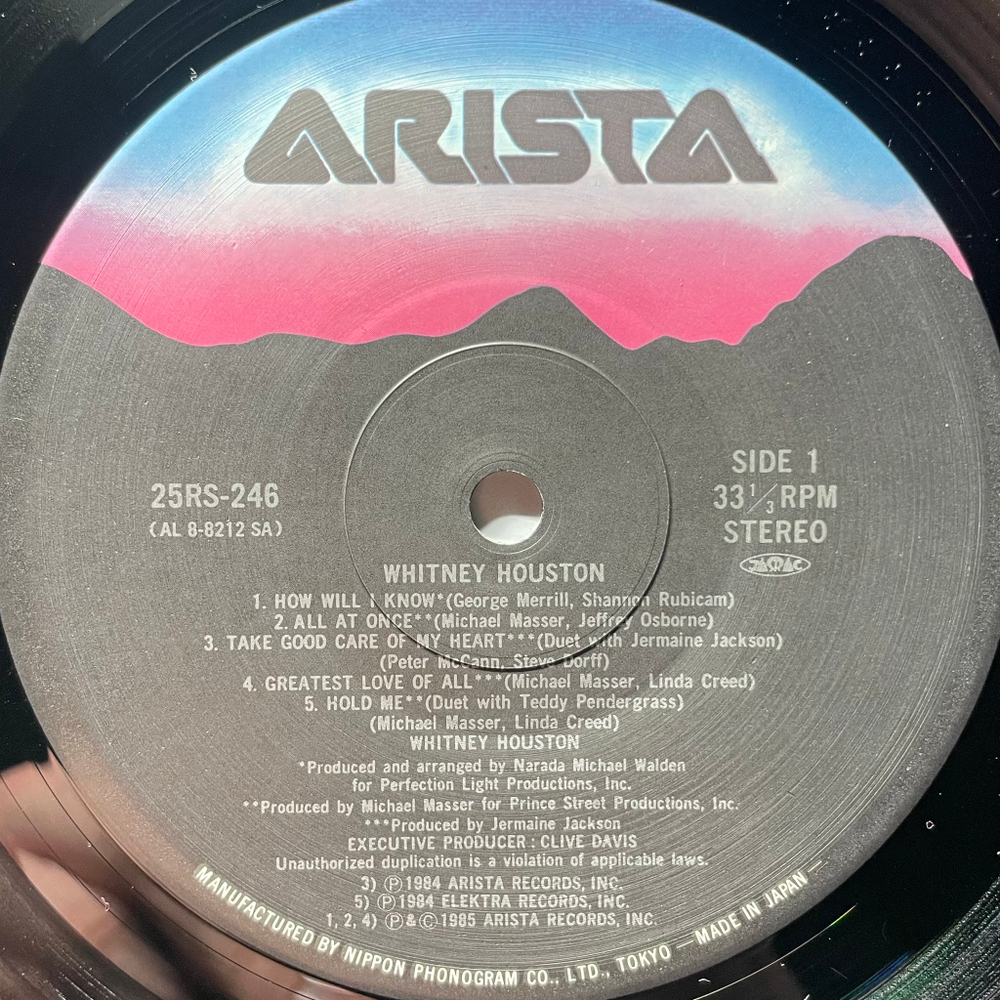 ARISTA
25RS-246
(AL 8-8212 SA)
SIDE 1
33 1/3 RPM
STEREO
JASRAC
WHITNEY HOUSTON
1. HOW WILL I KNOW*(George Merrill, Shannon Rubicam)
2. ALL AT ONCE**(Michael Masser, Jeffrey Osborne)
3. TAKE GOOD CARE OF MY HEART***(Duet with Jermaine Jackson)
(Peter McCann, Steve Dorff)
4. GREATEST LOVE OF ALL***(Michael Masser, Linda Creed)
5. HOLD ME**(Duet with Teddy Pendergrass)
(Michael Masser, Linda Creed)
WHITNEY HOUSTON
*Produced and arranged by Narada Michael Walden
for Perfection Light Productions, Inc.
**Produced by Michael Masser for Prince Street Productions, Inc.
***Produced by Jermaine Jackson
EXECUTIVE PRODUCER : CLIVE DAVIS
Unauthorized duplication is a violation of applicable laws.
3) Ⓟ1984 ARISTA RECORDS, INC.
5) Ⓟ1984 ELEKTRA RECORDS, INC.
1, 2, 4) Ⓟ&Ⓒ1985 ARISTA RECORDS, INC.
MANUFACTURED BY NIPPON PHONOGRAM CO., LTD., TOKYO — MADE IN JAPAN —